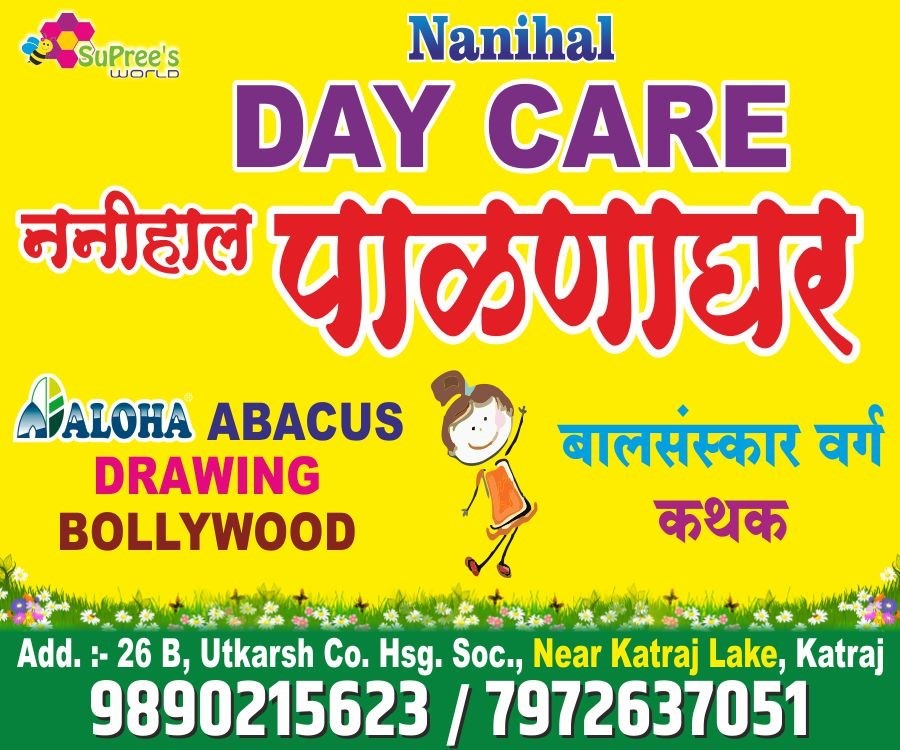 SuPree's
WORLD
Nanihal
DAY CARE
ननीहाल पाळणाघर
ALOHA® ABACUS
DRAWING
BOLLYWOOD
बालसंस्कार वर्ग
कथक
Add. :- 26 B, Utkarsh Co. Hsg. Soc., Near Katraj Lake, Katraj
9890215623 / 7972637051